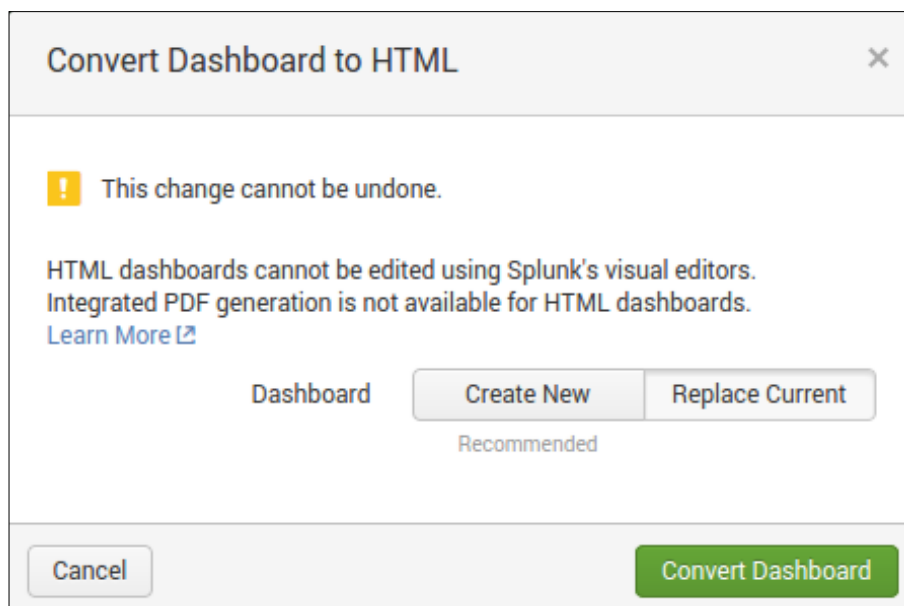 Convert Dashboard to HTML
This change cannot be undone.
HTML dashboards cannot be edited using Splunk's visual editors.
Integrated PDF generation is not available for HTML dashboards.
Learn More
Dashboard Create New Replace Current
Recommended
Cancel Convert Dashboard